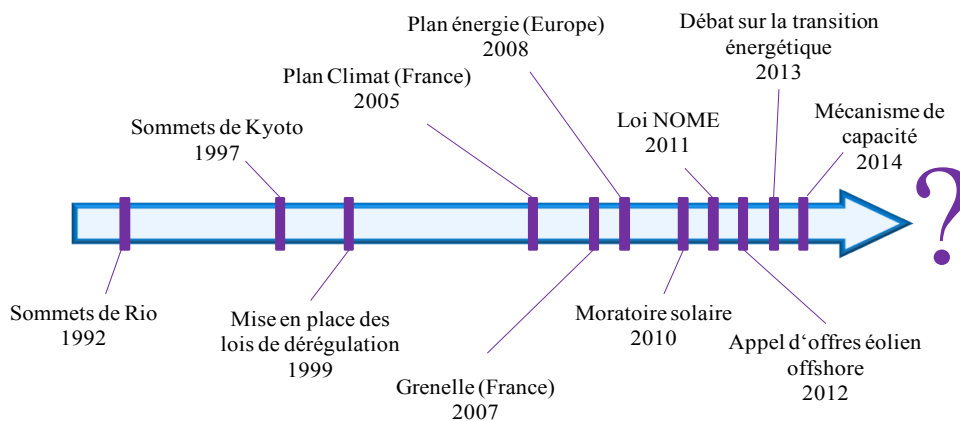 Sommets de Rio
1992
Sommets de Kyoto
1997
Mise en place des
lois de dérégulation
1999
Plan Climat (France)
2005
Grenelle (France)
2007
Plan énergie (Europe)
2008
Moratoire solaire
2010
Loi NOME
2011
Appel d‘offres éolien
offshore
2012
Débat sur la transition
énergétique
2013
Mécanisme de
capacité
2014
?